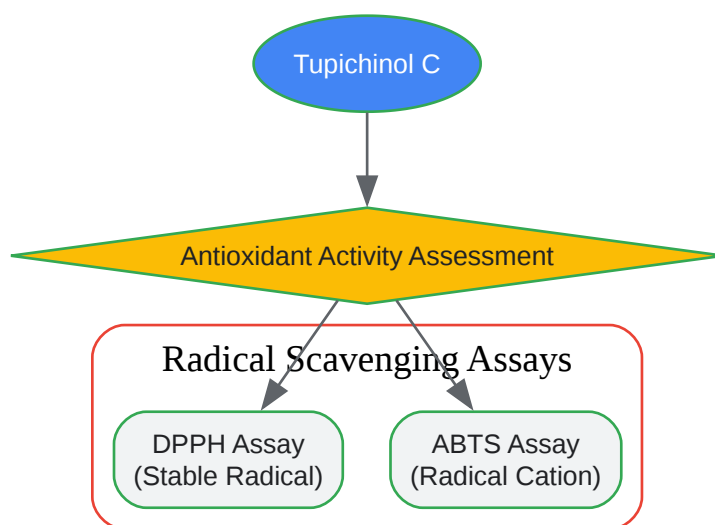 Tupichinol C
Antioxidant Activity Assessment
Radical Scavenging Assays
DPPH Assay
(Stable Radical)
ABTS Assay
(Radical Cation)